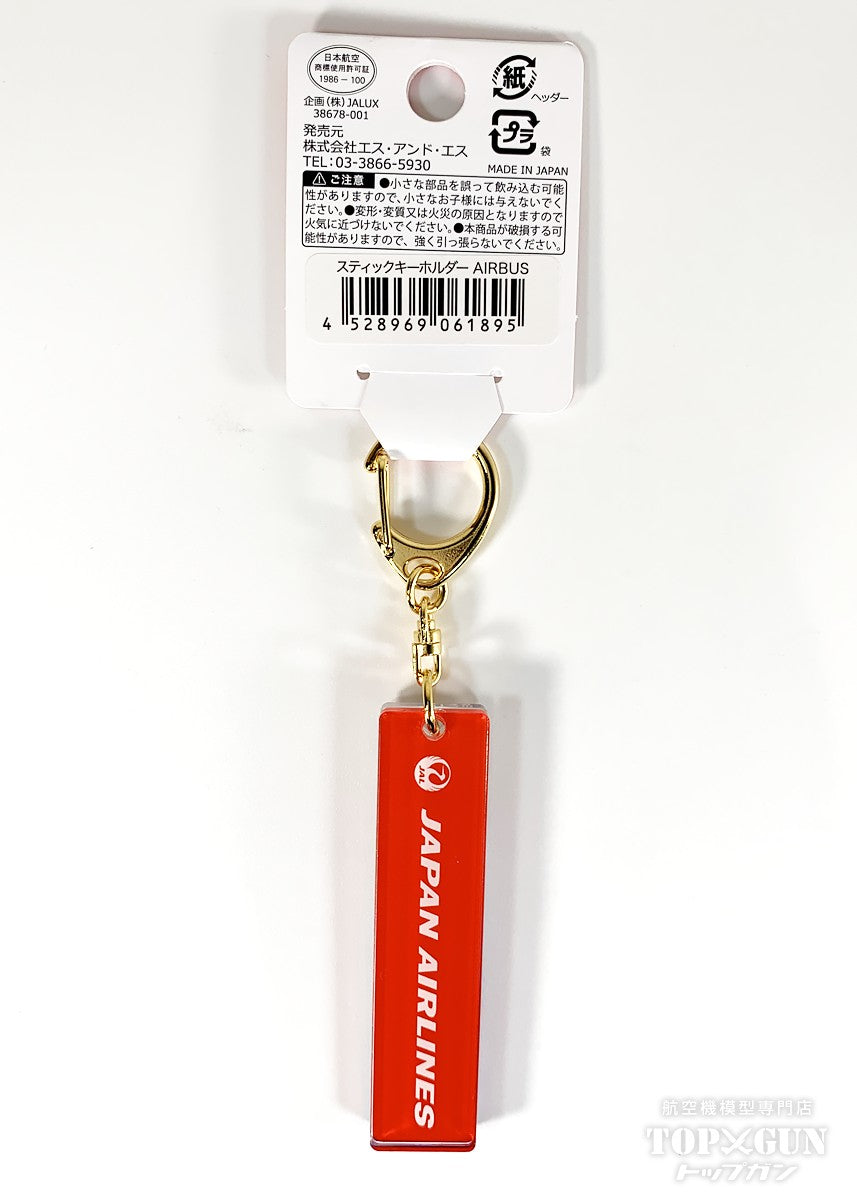 日本航空
商標使用許可証
1986－100
企画(株)JALUX
38678-001
発売元
株式会社エス・アンド・エス
TEL:03-3866-5930
紙
ヘッダー
プラ
袋
MADE IN JAPAN
ご注意 ●小さな部品を誤って飲み込む可能
性がありますので、小さなお子様には与えないでく
ださい。●変形・変質又は火災の原因となりますので
火気に近づけないでください。●本商品が破損する可
能性がありますので、強く引っ張らないでください。
スティックキーホルダー AIRBUS
4 528969 061895
JAL
JAPAN AIRLINES
航空機模型専門店
TOP×GUN
トップガン